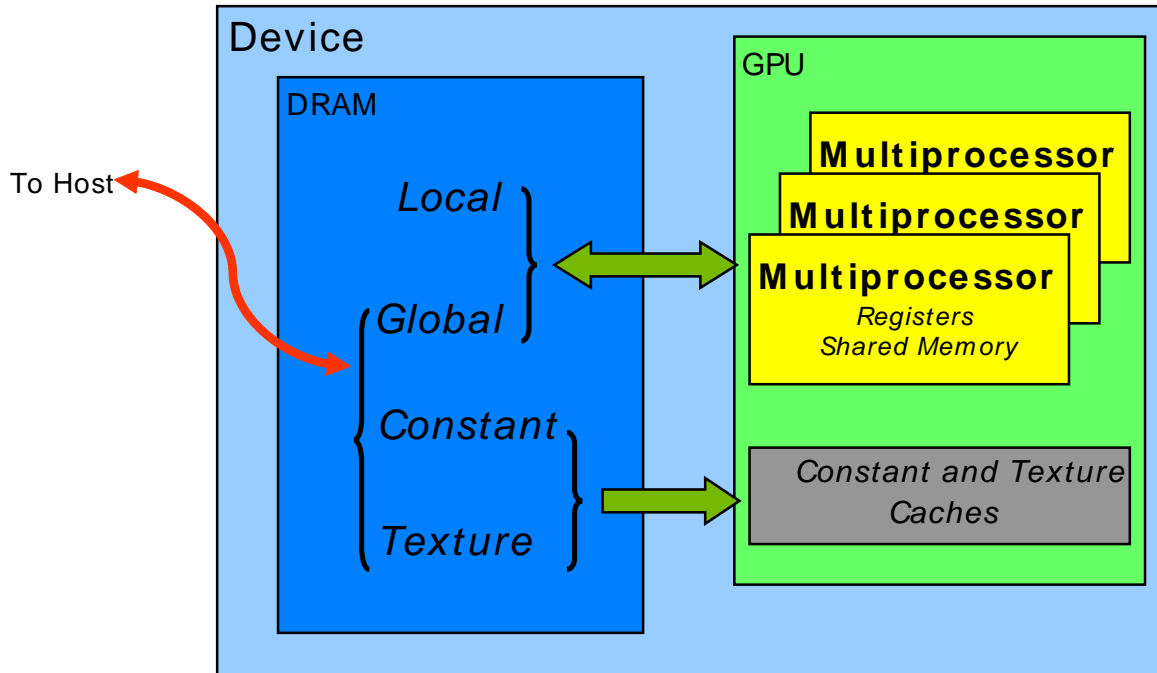 Device
DRAM
To Host
Local
Global
Constant
Texture
GPU
Multiprocessor
Multiprocessor
Multiprocessor
Registers
Shared Memory
Constant and Texture
Caches